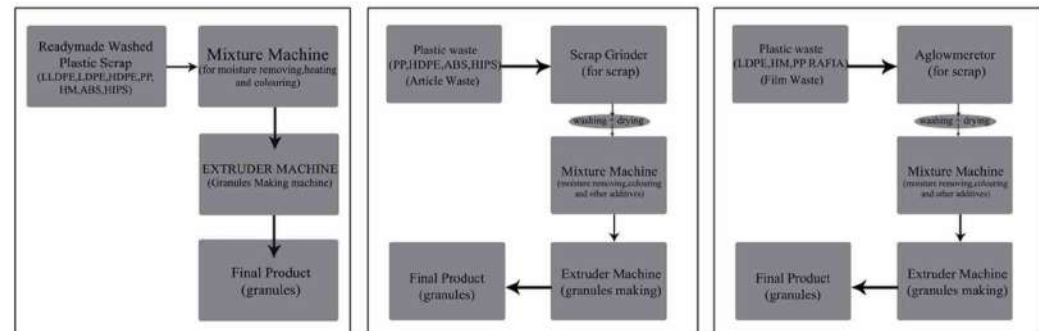 Readymade Washed
Plastic Scrap
(LLDPE,LDPE,HDPE,PP,
HM,ABS,HIPS)
Mixture Machine
(for moisture removing,heating
and colouring)
EXTRUDER MACHINE
(Granules Making machine)
Final Product
(granules)
Plastic waste
(PP,HDPE,ABS,HIPS)
(Article Waste)
Scrap Grinder
(for scrap)
washing - drying
Mixture Machine
(moisture removing,colouring
and other additives)
Extruder Machine
(granules making)
Final Product
(granules)
Plastic waste
(LDPE,HM,PP RAFIA)
(Film Waste)
Aglowmeretor
(for scrap)
washing - drying
Mixture Machine
(moisture removing,colouring
and other additives)
Extruder Machine
(granules making)
Final Product
(granules)